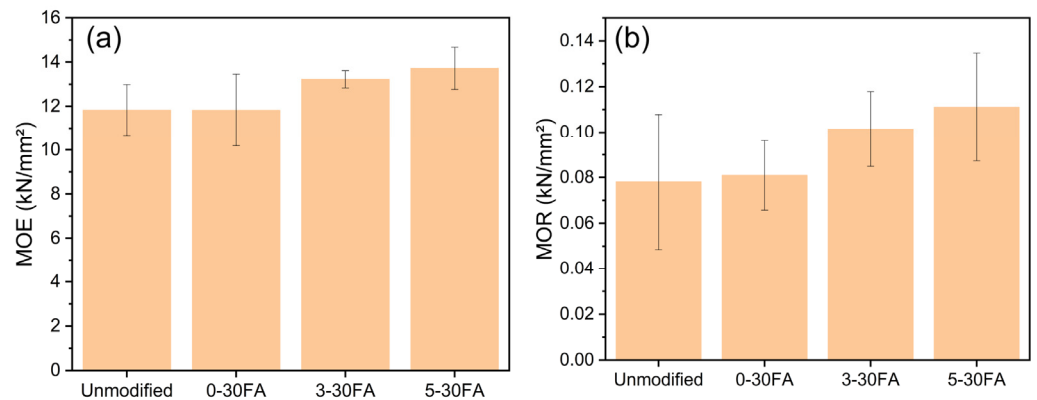 (a)
MOE (kN/mm²)
16
14
12
10
8
6
4
2
0
Unmodified 0-30FA 3-30FA 5-30FA
(b)
MOR (kN/mm²)
0.14
0.12
0.10
0.08
0.06
0.04
0.02
0.00
Unmodified 0-30FA 3-30FA 5-30FA